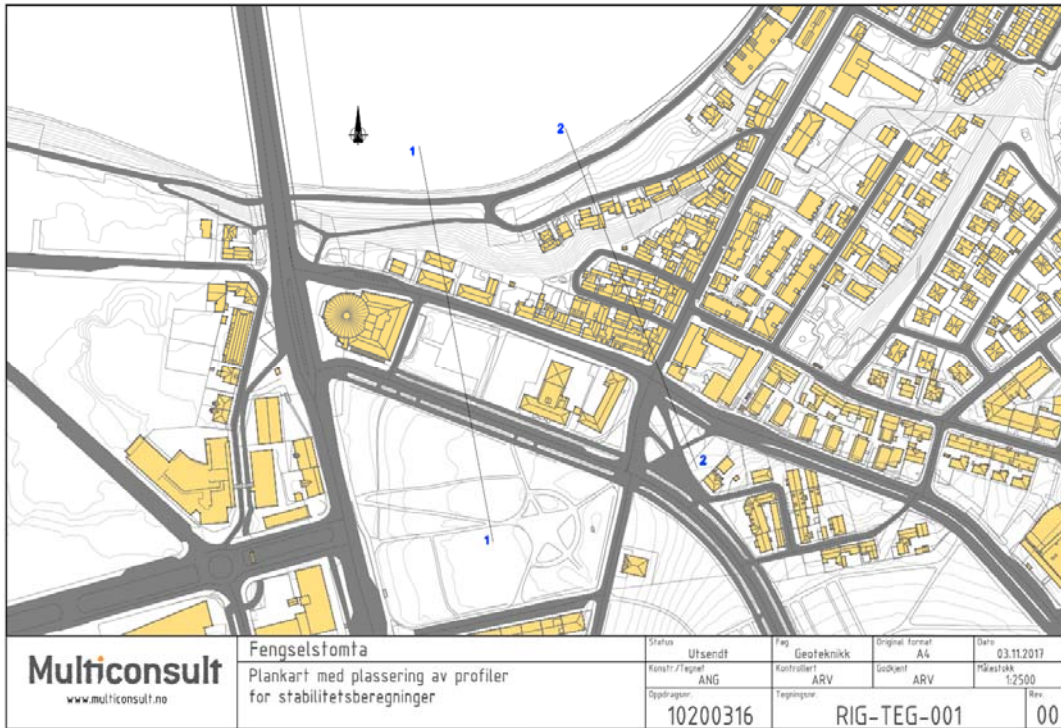 1
2
2
1
Multiconsult
www.multiconsult.no
Fengselstomta
Plankart med plassering av profiler
for stabilitetsberegninger
Status
Utsendt
Fag
Geoteknikk
Original format
A4
Dato
03.11.2017
Konstr./Tegnet
ANG
Kontrollert
ARV
Godkjent
ARV
Målestokk
1:2500
Oppdragsnr.
10200316
Tegningsnr.
RIG-TEG-001
Rev.
00